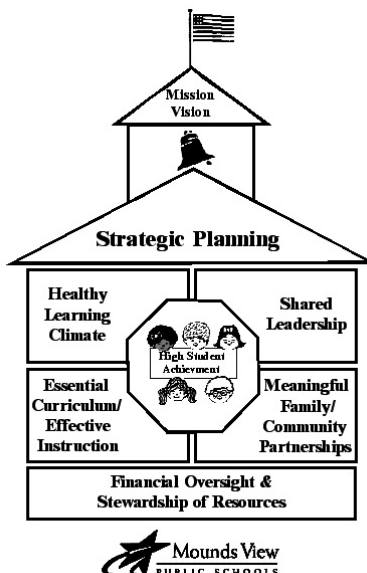 Mission
Vision
Strategic Planning
Healthy
Learning
Climate
Shared
Leadership
High Student
Achievment
Essential
Curriculum/
Effective
Instruction
Meaningful
Family/
Community
Partnerships
Financial Oversight &
Stewardship of Resources
Mounds View
PUBLIC SCHOOLS